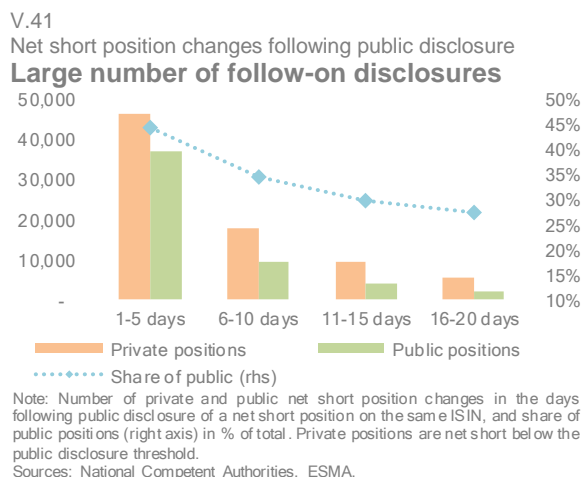 V.41
Net short position changes following public disclosure
Large number of follow-on disclosures
50,000
40,000
30,000
20,000
10,000
-
50%
45%
40%
35%
30%
25%
20%
15%
10%
1-5 days
6-10 days
11-15 days
16-20 days
Private positions
Public positions
Share of public (rhs)
Note: Number of private and public net short position changes in the days
following public disclosure of a net short position on the same ISIN, and share of
public positions (right axis) in % of total. Private positions are net short below the
public disclosure threshold.
Sources: National Competent Authorities, ESMA.